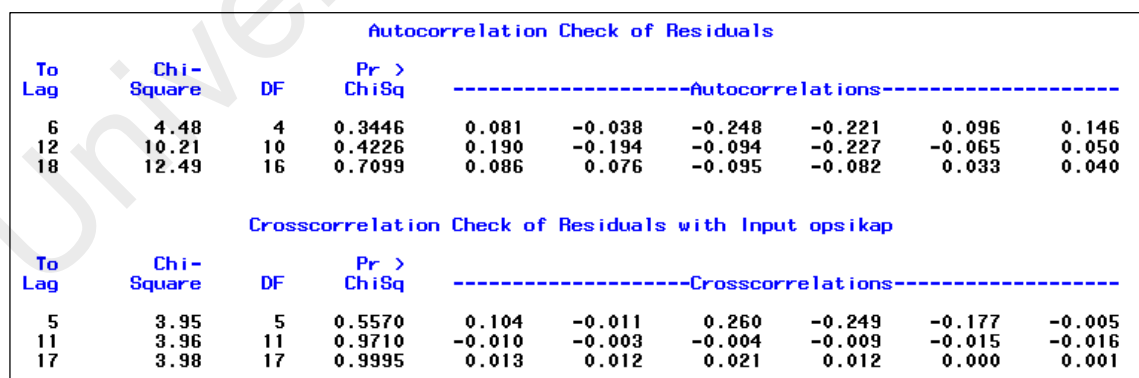 Univer
Autocorrelation Check of Residuals
To Chi- Pr >
Lag Square DF ChiSq --------------------Autocorrelations--------------------
6 4.48 4 0.3446 0.081 -0.038 -0.248 -0.221 0.096 0.146
12 10.21 10 0.4226 0.190 -0.194 -0.094 -0.227 -0.065 0.050
18 12.49 16 0.7099 0.086 0.076 -0.095 -0.082 0.033 0.040
Crosscorrelation Check of Residuals with Input opsikap
To Chi- Pr >
Lag Square DF ChiSq --------------------Crosscorrelations--------------------
5 3.95 5 0.5570 0.104 -0.011 0.260 -0.249 -0.177 -0.005
11 3.96 11 0.9710 -0.010 -0.003 -0.004 -0.009 -0.015 -0.016
17 3.98 17 0.9995 0.013 0.012 0.021 0.012 0.000 0.001